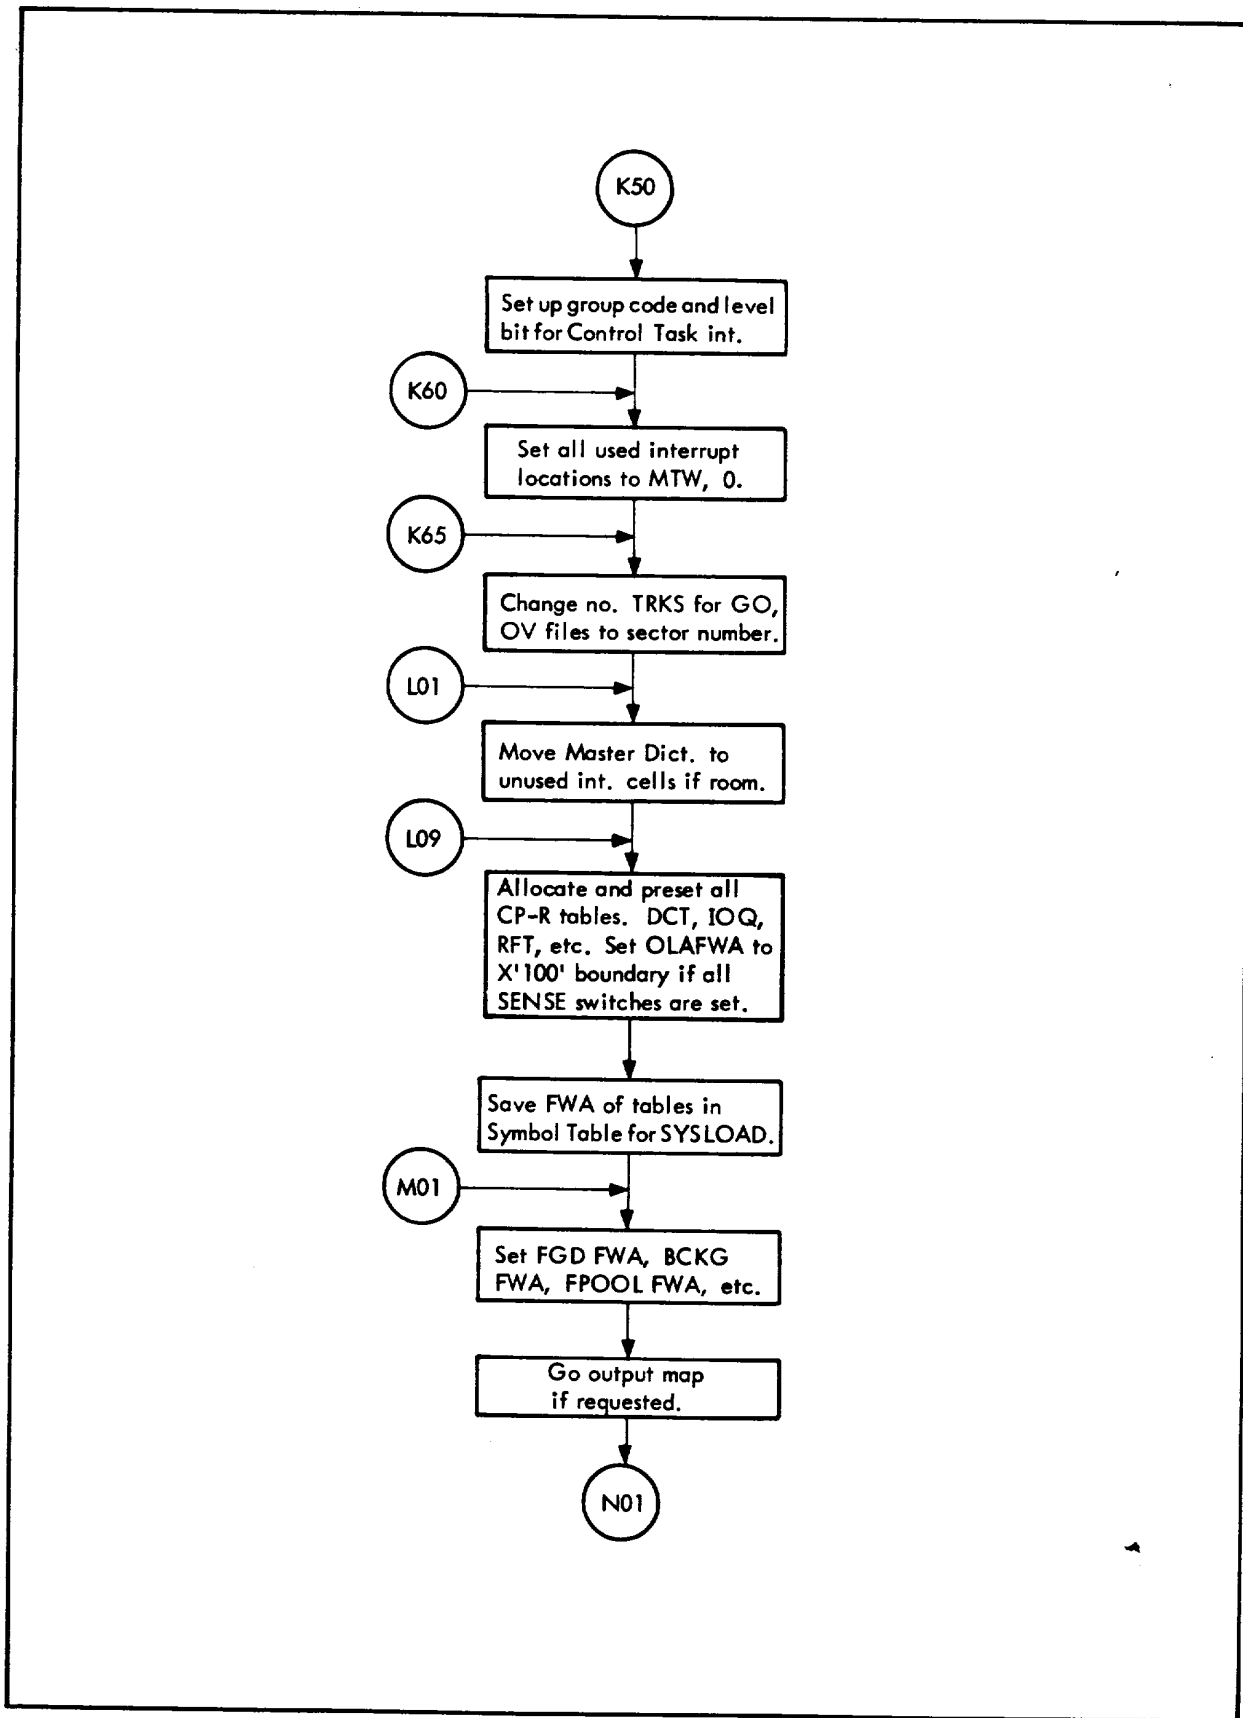 K50
Set up group code and level
bit for Control Task int.
K60
Set all used interrupt
locations to MTW, 0.
K65
Change no. TRKS for GO,
OV files to sector number.
L01
Move Master Dict. to
unused int. cells if room.
L09
Allocate and preset all
CP-R tables. DCT, IOQ,
RFT, etc. Set OLAFWA to
X'100' boundary if all
SENSE switches are set.
Save FWA of tables in
Symbol Table for SYSLOAD.
M01
Set FGD FWA, BCKG
FWA, FPOOL FWA, etc.
Go output map
if requested.
N01